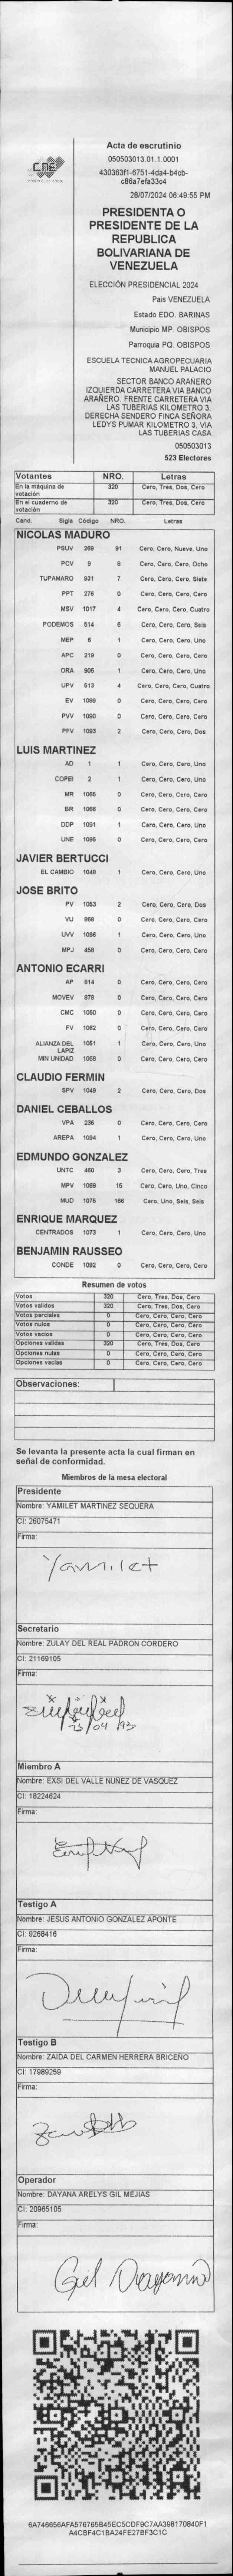 CNE
Acta de escrutinio
050503013.01.1.0001
430363f1-6751-4da4-b4cb-
c86a7efa33c4
28/07/2024 06:49:55 PM
PRESIDENTA O
PRESIDENTE DE LA
REPUBLICA
BOLIVARIANA DE
VENEZUELA
ELECCIÓN PRESIDENCIAL 2024
Pais VENEZUELA
Estado EDO. BARINAS
Municipio MP. OBISPOS
Parroquia PQ. OBISPOS
ESCUELA TECNICA AGROPECUARIA
MANUEL PALACIO
SECTOR BANCO ARAÑERO
IZQUIERDA CARRETERA VIA BANCO
ARAÑERO. FRENTE CARRETERA VIA
LAS TUBERIAS KILOMETRO 3.
DERECHA SENDERO FINCA SEÑORA
LEDYS PUMAR KILOMETRO 3, VIA
LAS TUBERIAS CASA
050503013
523 Electores
Votantes NRO. Letras
En la máquina de votación 320 Cero, Tres, Dos, Cero
En el cuaderno de votación 320 Cero, Tres, Dos, Cero
Cand. Sigla Código NRO. Letras
NICOLAS MADURO
PSUV 269 91 Cero, Cero, Nueve, Uno
PCV 9 8 Cero, Cero, Cero, Ocho
TUPAMARO 931 7 Cero, Cero, Cero, Siete
PPT 276 0 Cero, Cero, Cero, Cero
MSV 1017 4 Cero, Cero, Cero, Cuatro
PODEMOS 514 6 Cero, Cero, Cero, Seis
MEP 6 1 Cero, Cero, Cero, Uno
APC 219 0 Cero, Cero, Cero, Cero
ORA 906 1 Cero, Cero, Cero, Uno
UPV 513 4 Cero, Cero, Cero, Cuatro
EV 1089 0 Cero, Cero, Cero, Cero
PVV 1090 0 Cero, Cero, Cero, Cero
PFV 1093 2 Cero, Cero, Cero, Dos
LUIS MARTINEZ
AD 1 1 Cero, Cero, Cero, Uno
COPEI 2 1 Cero, Cero, Cero, Uno
MR 1065 0 Cero, Cero, Cero, Cero
BR 1066 0 Cero, Cero, Cero, Cero
DDP 1091 1 Cero, Cero, Cero, Uno
UNE 1095 0 Cero, Cero, Cero, Cero
JAVIER BERTUCCI
EL CAMBIO 1048 1 Cero, Cero, Cero, Uno
JOSE BRITO
PV 1053 2 Cero, Cero, Cero, Dos
VU 868 0 Cero, Cero, Cero, Cero
UVV 1096 1 Cero, Cero, Cero, Uno
MPJ 458 0 Cero, Cero, Cero, Cero
ANTONIO ECARRI
AP 814 0 Cero, Cero, Cero, Cero
MOVEV 878 0 Cero, Cero, Cero, Cero
CMC 1050 0 Cero, Cero, Cero, Cero
FV 1062 0 Cero, Cero, Cero, Cero
ALIANZA DEL LAPIZ 1051 1 Cero, Cero, Cero, Uno
MIN UNIDAD 1068 0 Cero, Cero, Cero, Cero
CLAUDIO FERMIN
SPV 1049 2 Cero, Cero, Cero, Dos
DANIEL CEBALLOS
VPA 236 0 Cero, Cero, Cero, Cero
AREPA 1094 1 Cero, Cero, Cero, Uno
EDMUNDO GONZALEZ
UNTC 460 3 Cero, Cero, Cero, Tres
MPV 1069 15 Cero, Cero, Uno, Cinco
MUD 1075 166 Cero, Uno, Seis, Seis
ENRIQUE MARQUEZ
CENTRADOS 1073 1 Cero, Cero, Cero, Uno
BENJAMIN RAUSSEO
CONDE 1092 0 Cero, Cero, Cero, Cero
Resumen de votos
Votos 320 Cero, Tres, Dos, Cero
Votos validos 320 Cero, Tres, Dos, Cero
Votos parciales 0 Cero, Cero, Cero, Cero
Votos nulos 0 Cero, Cero, Cero, Cero
Votos vacios 0 Cero, Cero, Cero, Cero
Opciones validas 320 Cero, Tres, Dos, Cero
Opciones nulas 0 Cero, Cero, Cero, Cero
Opciones vacias 0 Cero, Cero, Cero, Cero
Observaciones:
Se levanta la presente acta la cual firman en
señal de conformidad.
Miembros de la mesa electoral
Presidente
Nombre: YAMILET MARTINEZ SEQUERA
CI: 26075471
Firma:
Yamilet
Secretario
Nombre: ZULAY DEL REAL PADRON CORDERO
CI: 21169105
Firma:
Miembro A
Nombre: EXSI DEL VALLE NUÑEZ DE VASQUEZ
CI: 18224624
Firma:
Testigo A
Nombre: JESUS ANTONIO GONZALEZ APONTE
CI: 9268416
Firma:
Testigo B
Nombre: ZAIDA DEL CARMEN HERRERA BRICEÑO
CI: 17989259
Firma:
Operador
Nombre: DAYANA ARELYS GIL MEJIAS
CI: 20965105
Firma:
6A746656AFA576765B45EC5CDF9C7AA398170840F1
A4CBF4C1BA24FE27BF3C1C